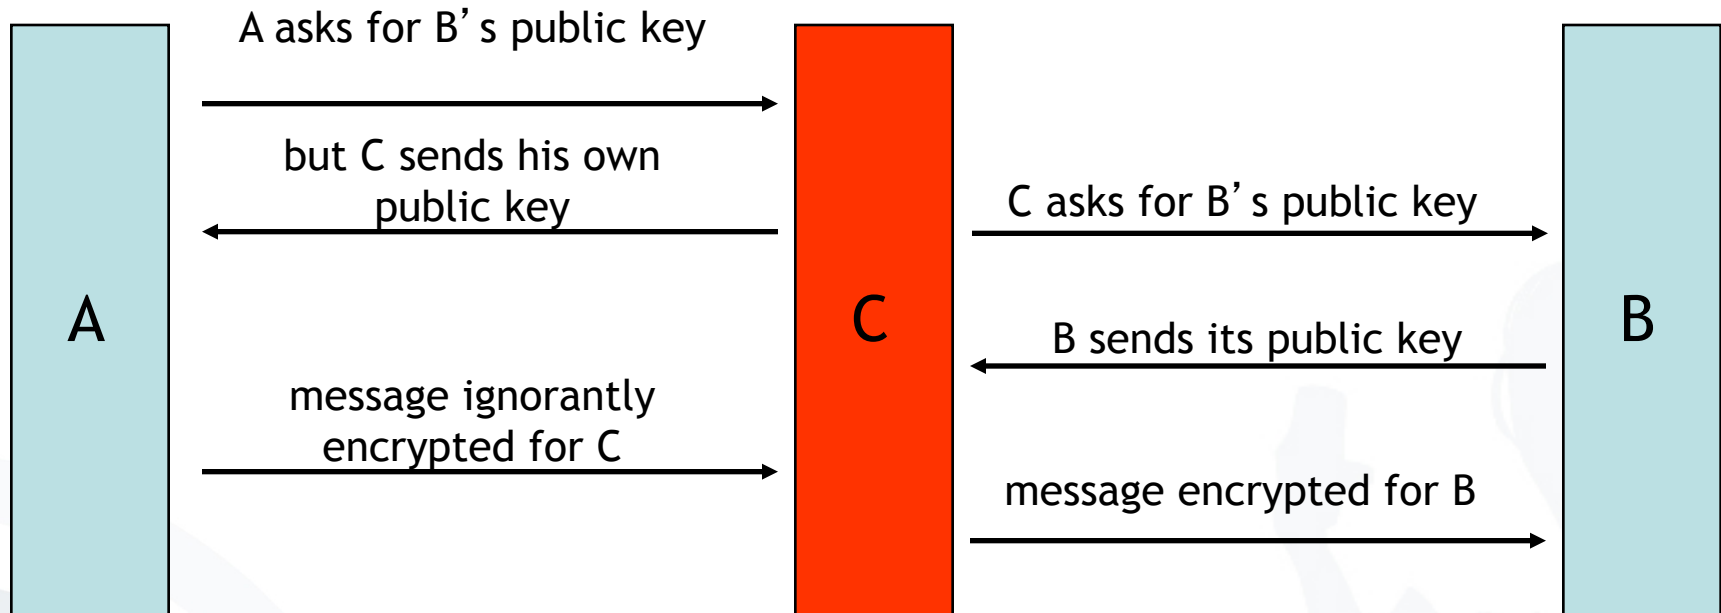 A asks for B’s public key
but C sends his own
public key
C asks for B’s public key
A
C
B
B sends its public key
message ignorantly
encrypted for C
message encrypted for B